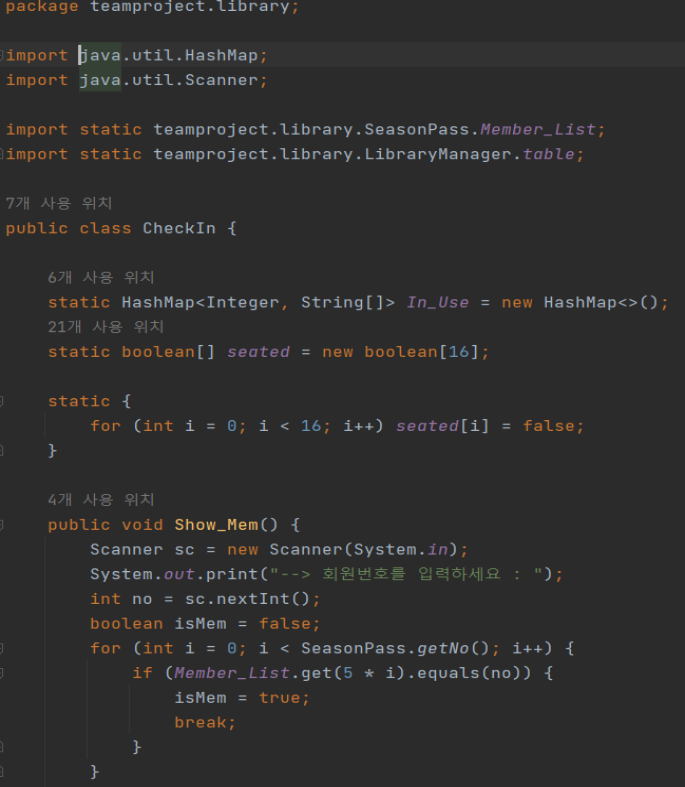 package teamproject.library;
import java.util.HashMap;
import java.util.Scanner;
import static teamproject.library.SeasonPass.Member_List;
import static teamproject.library.LibraryManager.table;
7개 사용 위치
public class CheckIn {
6개 사용 위치
static HashMap<Integer, String[]> In_Use = new HashMap<>();
21개 사용 위치
static boolean[] seated = new boolean[16];
static {
for (int i = 0; i < 16; i++) seated[i] = false;
}
4개 사용 위치
public void Show_Mem() {
Scanner sc = new Scanner(System.in);
System.out.print("--> 회원번호를 입력하세요 : ");
int no = sc.nextInt();
boolean isMem = false;
for (int i = 0; i < SeasonPass.getNo(); i++) {
if (Member_List.get(5 * i).equals(no)) {
isMem = true;
break;
}
}